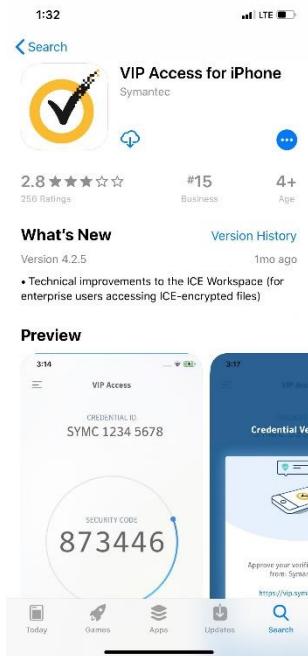 1:32
LTE
Search
VIP Access for iPhone
Symantec
2.8 #15 4+
256 Ratings Business Age
What's New Version History
Version 4.2.5 1mo ago
• Technical improvements to the ICE Workspace (for
enterprise users accessing ICE-encrypted files)
Preview
3:14
VIP Access
CREDENTIAL ID
SYMC 1234 5678
SECURITY CODE
873446
3:17
VIP
Credential Ve
Approve your verifi
from: Syma
https://vip.sym
Today Games Apps Updates Search